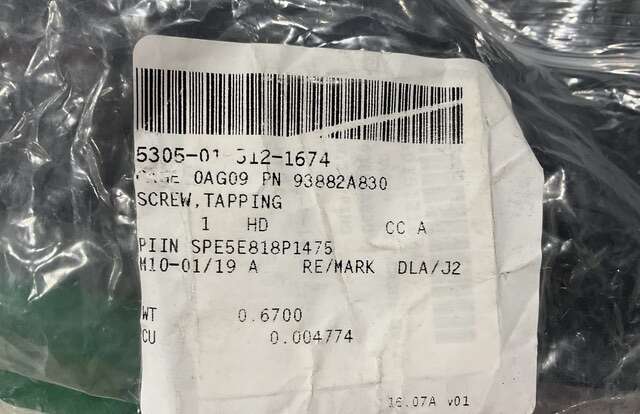 5305-01 512-1674
CAGE 0AG09 PN 93882A830
SCREW,TAPPING
1 HD CC A
PIIN SPE5E818P1475
M10-01/19 A RE/MARK DLA/J2
WT 0.6700
CU 0.004774
16.07A v01